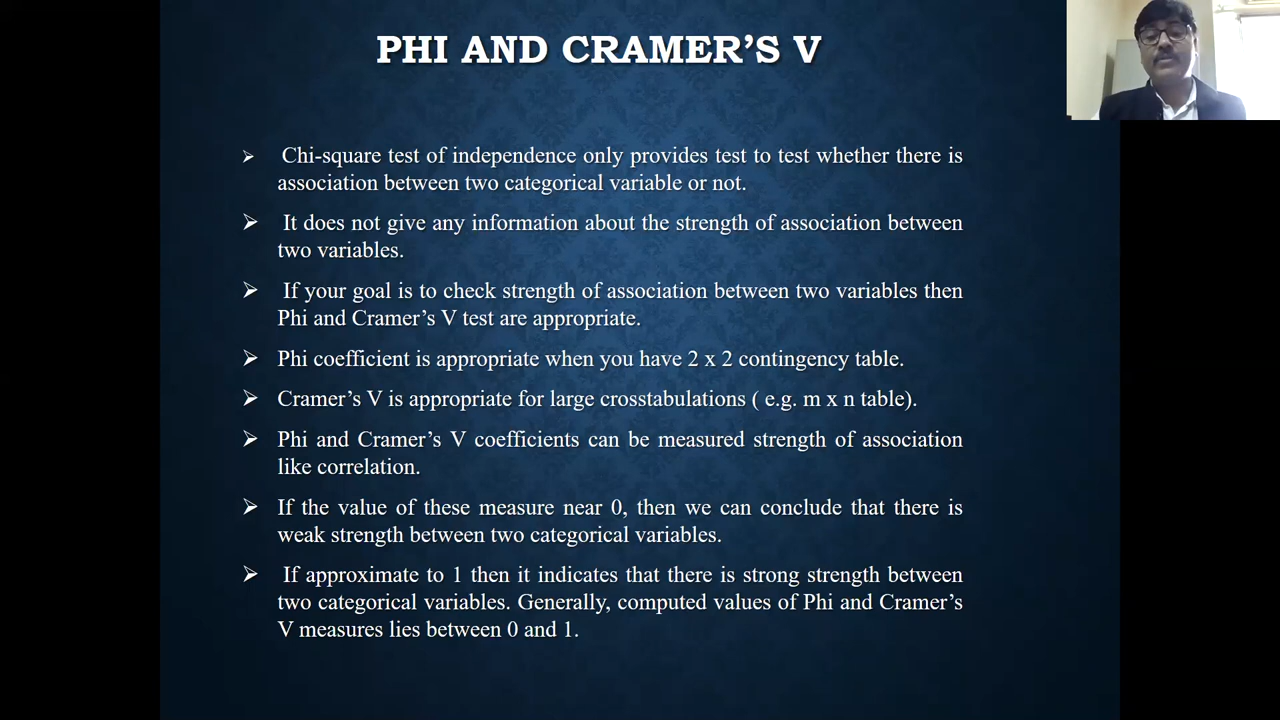 PHI AND CRAMER'S V
Chi-square test of independence only provides test to test whether there is
association between two categorical variable or not.
It does not give any information about the strength of association between
two variables.
If your goal is to check strength of association between two variables then
Phi and Cramer's V test are appropriate.
Phi coefficient is appropriate when you have 2 x 2 contingency table.
Cramer's V is appropriate for large crosstabulations ( e.g. m x n table).
Phi and Cramer's V coefficients can be measured strength of association
like correlation.
If the value of these measure near 0, then we can conclude that there is
weak strength between two categorical variables.
If approximate to 1 then it indicates that there is strong strength between
two categorical variables. Generally, computed values of Phi and Cramer's
V measures lies between 0 and 1.